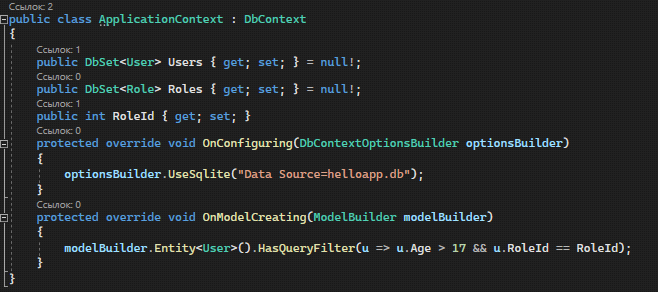 Ссылок: 2
public class ApplicationContext : DbContext
{
Ссылок: 1
public DbSet<User> Users { get; set; } = null!;
Ссылок: 0
public DbSet<Role> Roles { get; set; } = null!;
Ссылок: 1
public int RoleId { get; set; }
Ссылок: 0
protected override void OnConfiguring(DbContextOptionsBuilder optionsBuilder)
{
optionsBuilder.UseSqlite("Data Source=helloapp.db");
}
Ссылок: 0
protected override void OnModelCreating(ModelBuilder modelBuilder)
{
modelBuilder.Entity<User>().HasQueryFilter(u => u.Age > 17 && u.RoleId == RoleId);
}
}